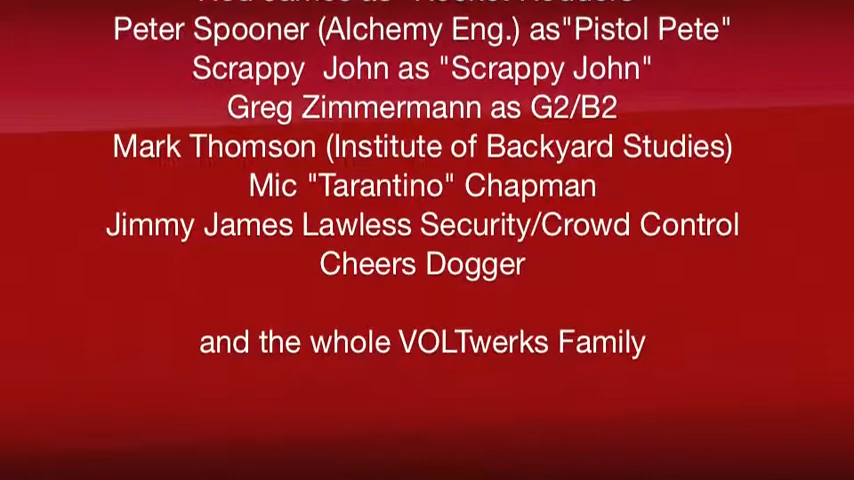 Peter Spooner (Alchemy Eng.) as"Pistol Pete"
Scrappy  John as "Scrappy John"
Greg Zimmermann as G2/B2
Mark Thomson (Institute of Backyard Studies)
Mic "Tarantino" Chapman
Jimmy James Lawless Security/Crowd Control
Cheers Dogger
and the whole VOLTwerks Family